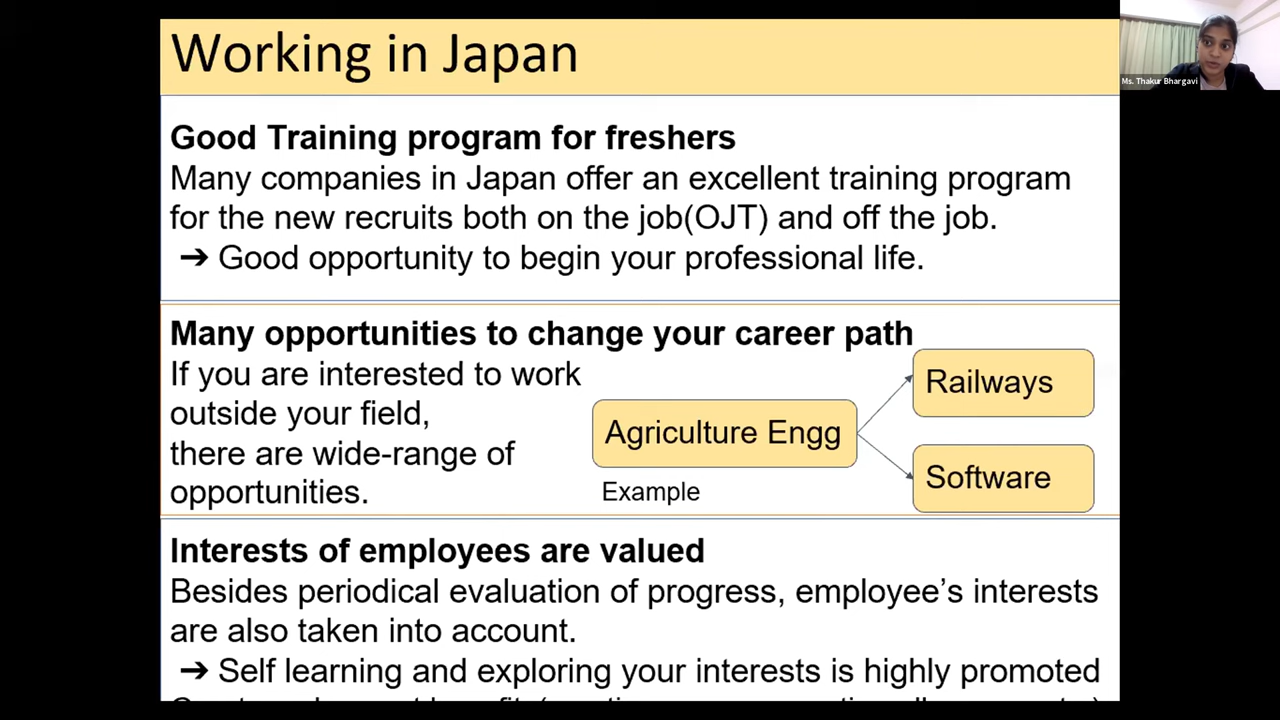 Working in Japan
Ms. Thakur Bhargavi
Good Training program for freshers
Many companies in Japan offer an excellent training program
for the new recruits both on the job(OJT) and off the job.
➔ Good opportunity to begin your professional life.
Many opportunities to change your career path
If you are interested to work
outside your field,
there are wide-range of
opportunities.
Agriculture Engg
Example
Railways
Software
Interests of employees are valued
Besides periodical evaluation of progress, employee's interests
are also taken into account.
➔ Self learning and exploring your interests is highly promoted